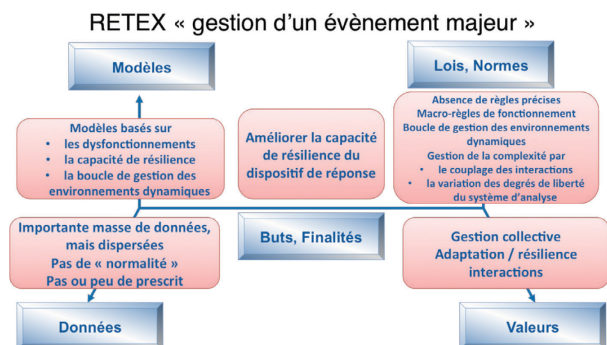 RETEX « gestion d'un évènement majeur »
Modèles
Lois, Normes
Modèles basés sur
• les dysfonctionnements
• la capacité de résilience
• la boucle de gestion des
environnements dynamiques
Améliorer la capacité
de résilience du
dispositif de réponse
Absence de règles précises
Macro-règles de fonctionnement
Boucle de gestion des environnements
dynamiques
Gestion de la complexité par
• le couplage des interactions
• la variation des degrés de liberté
du système d'analyse
Importante masse de données,
mais dispersées
Pas de « normalité »
Pas ou peu de prescrit
Buts, Finalités
Gestion collective
Adaptation / résilience
interactions
Données
Valeurs